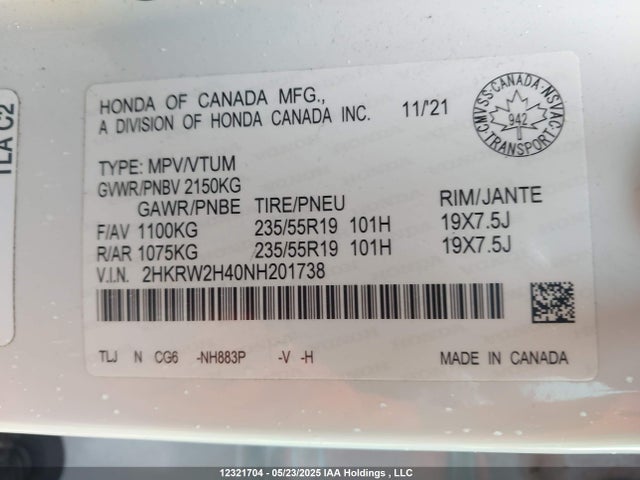 HONDA OF CANADA MFG.,
A DIVISION OF HONDA CANADA INC. 11/'21
CMVSS·CANADA·NSVAC
942
TRANSPORT
TYPE: MPV/VTUM
GVWR/PNBV 2150KG
GAWR/PNBE TIRE/PNEU RIM/JANTE
F/AV 1100KG 235/55R19 101H 19X7.5J
R/AR 1075KG 235/55R19 101H 19X7.5J
V.I.N. 2HKRW2H40NH201738
TLJ N CG6 -NH883P -V -H MADE IN CANADA
TLA C2
12321704 - 05/23/2025 IAA Holdings , LLC